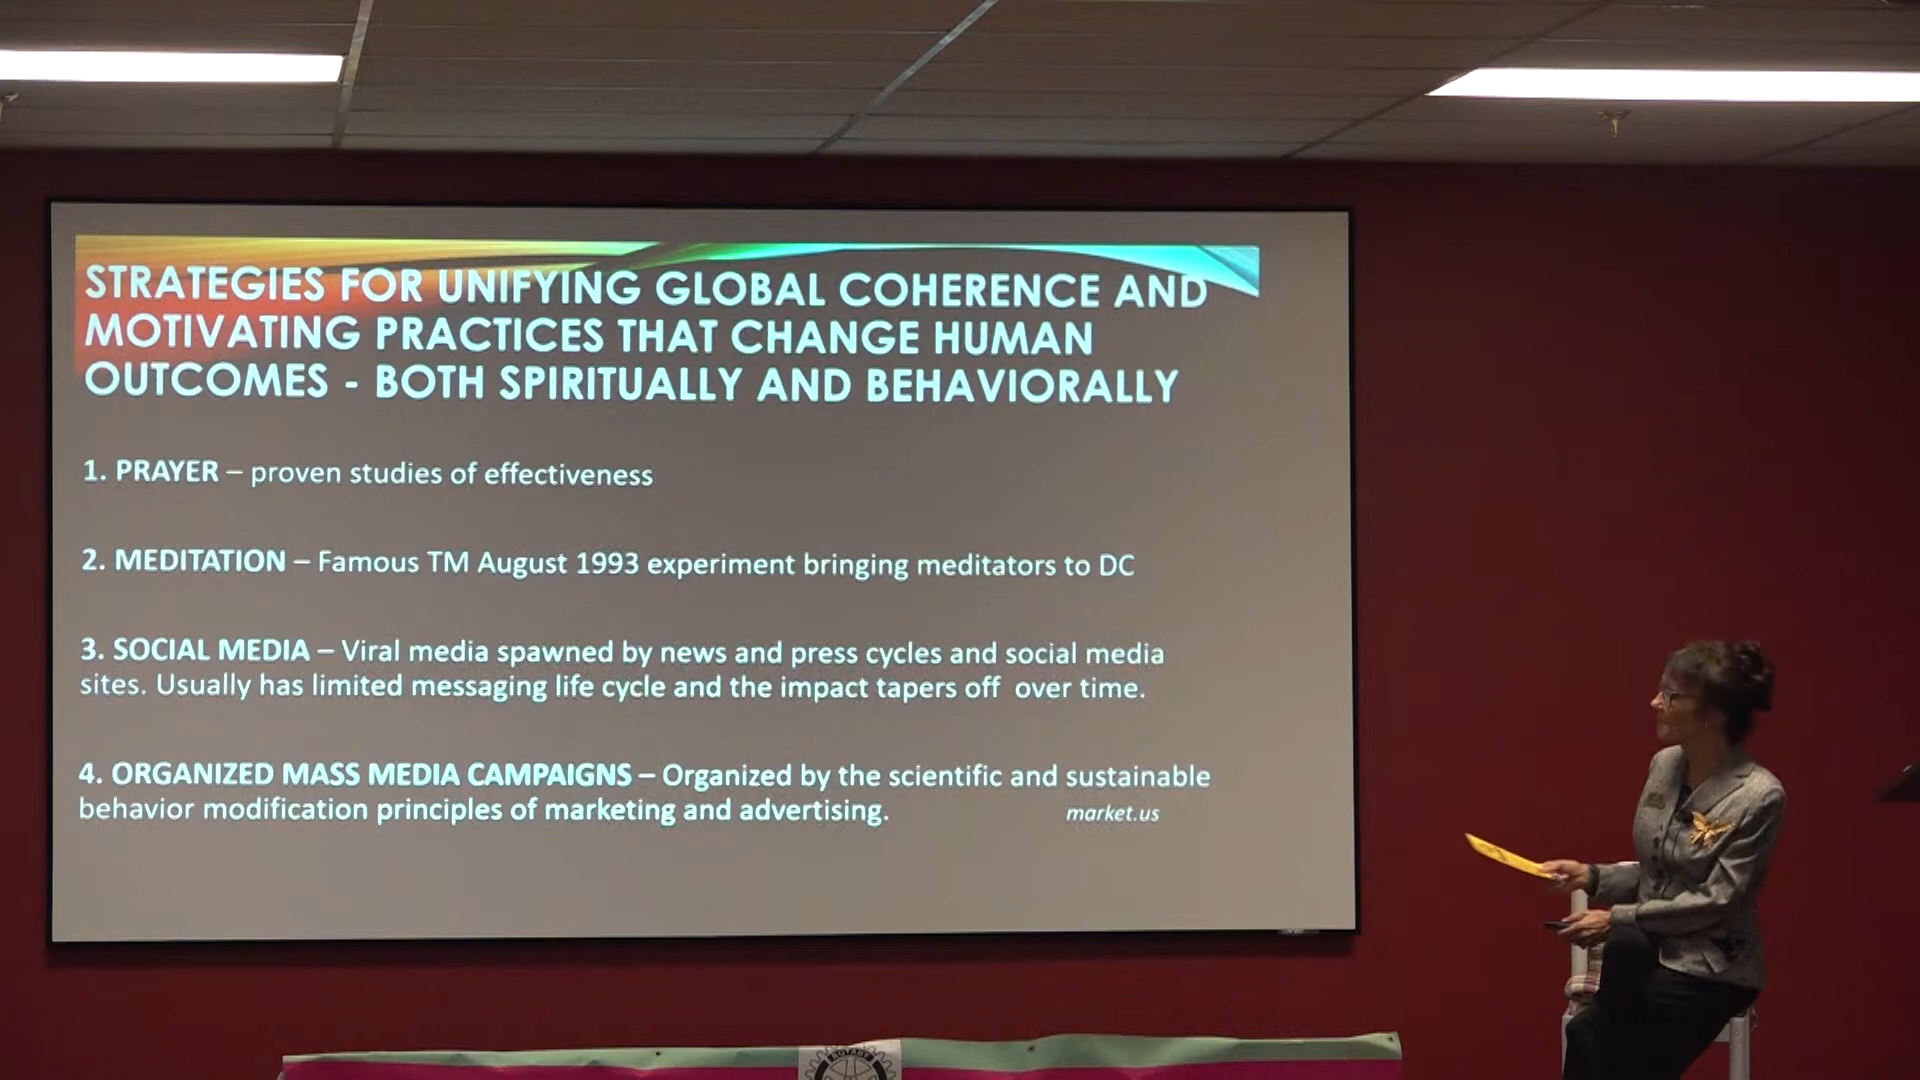 STRATEGIES FOR UNIFYING GLOBAL COHERENCE AND
MOTIVATING PRACTICES THAT CHANGE HUMAN
OUTCOMES - BOTH SPIRITUALLY AND BEHAVIORALLY
1. PRAYER – proven studies of effectiveness
2. MEDITATION – Famous TM August 1993 experiment bringing meditators to DC
3. SOCIAL MEDIA – Viral media spawned by news and press cycles and social media
sites. Usually has limited messaging life cycle and the impact tapers off over time.
4. ORGANIZED MASS MEDIA CAMPAIGNS – Organized by the scientific and sustainable
behavior modification principles of marketing and advertising. market.us
ROTARY